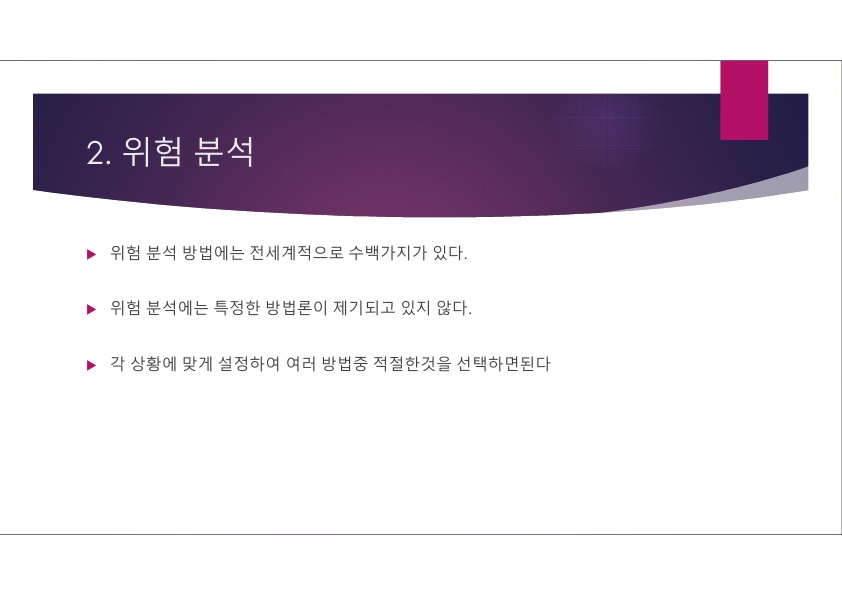 2. 위험 분석
위험 분석 방법에는 전세계적으로 수백가지가 있다.
위험 분석에는 특정한 방법론이 제기되고 있지 않다.
각 상황에 맞게 설정하여 여러 방법중 적절한것을 선택하면된다